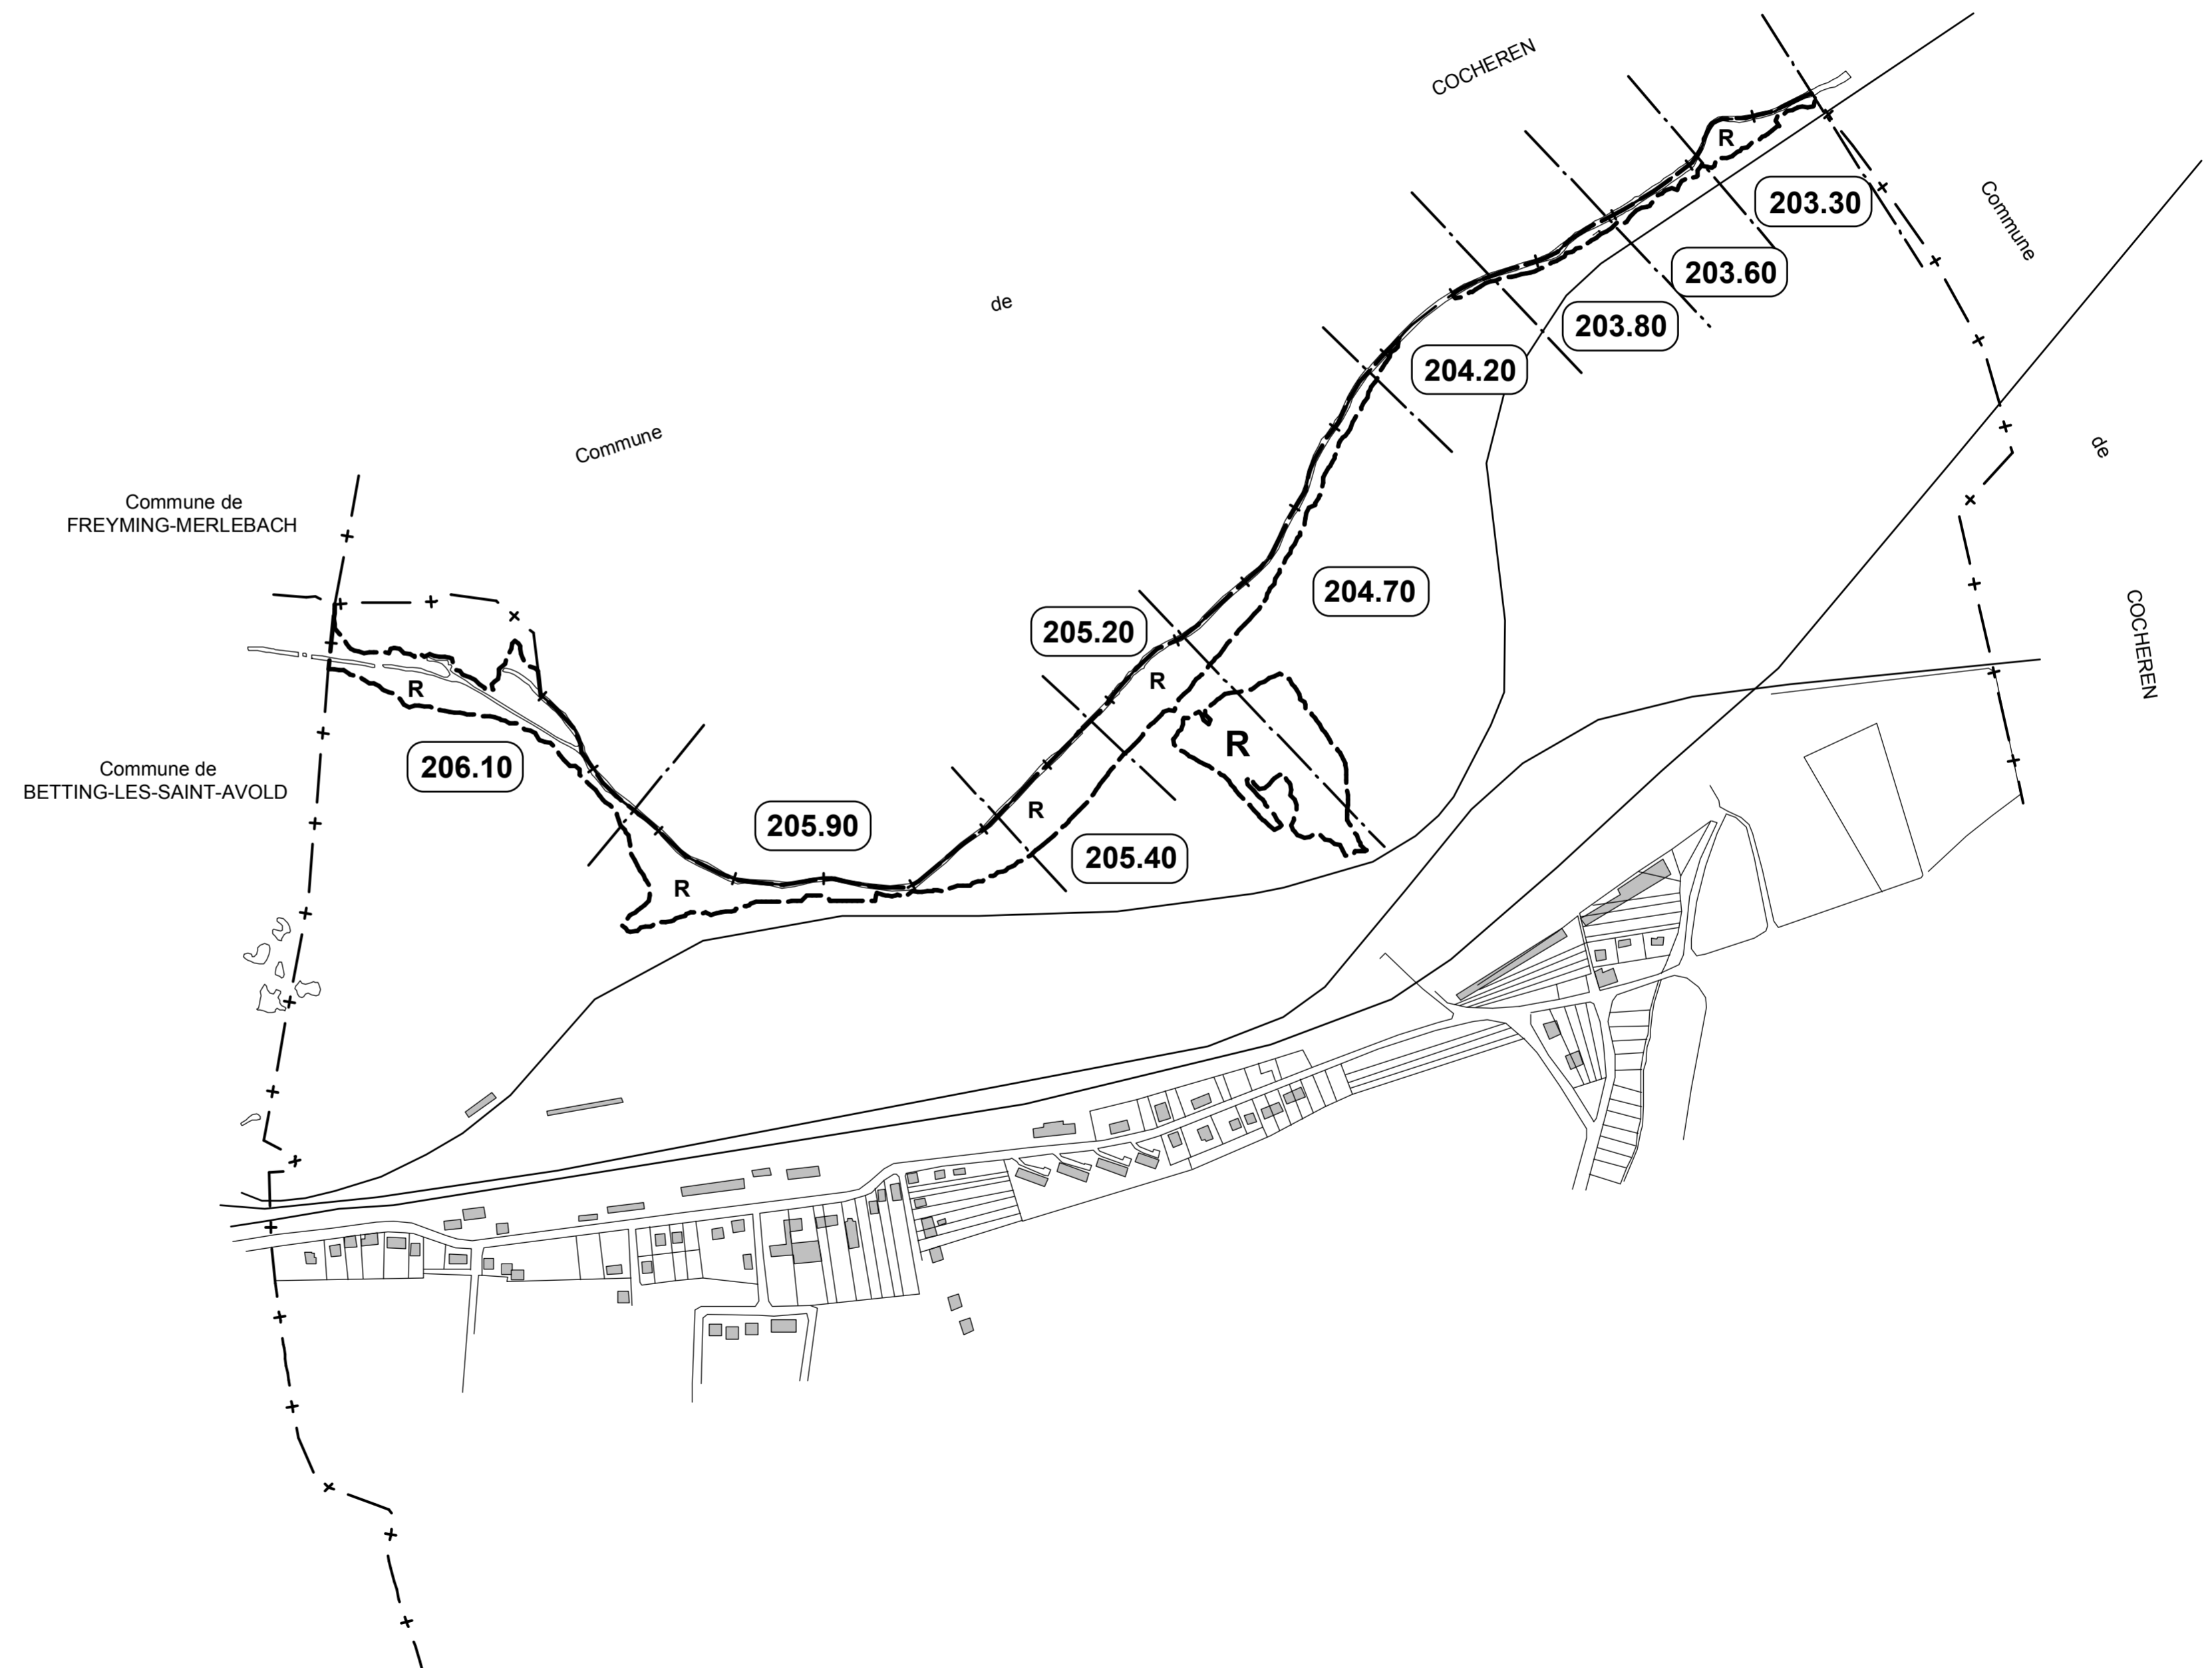 COCHEREN
R
203.30
Commune
203.60
de
203.80
204.20
Commune
de
Commune de
FREYMING-MERLEBACH
204.70
COCHEREN
205.20
R
R
R
206.10
Commune de
BETTING-LES-SAINT-AVOLD
R
205.90
205.40
R